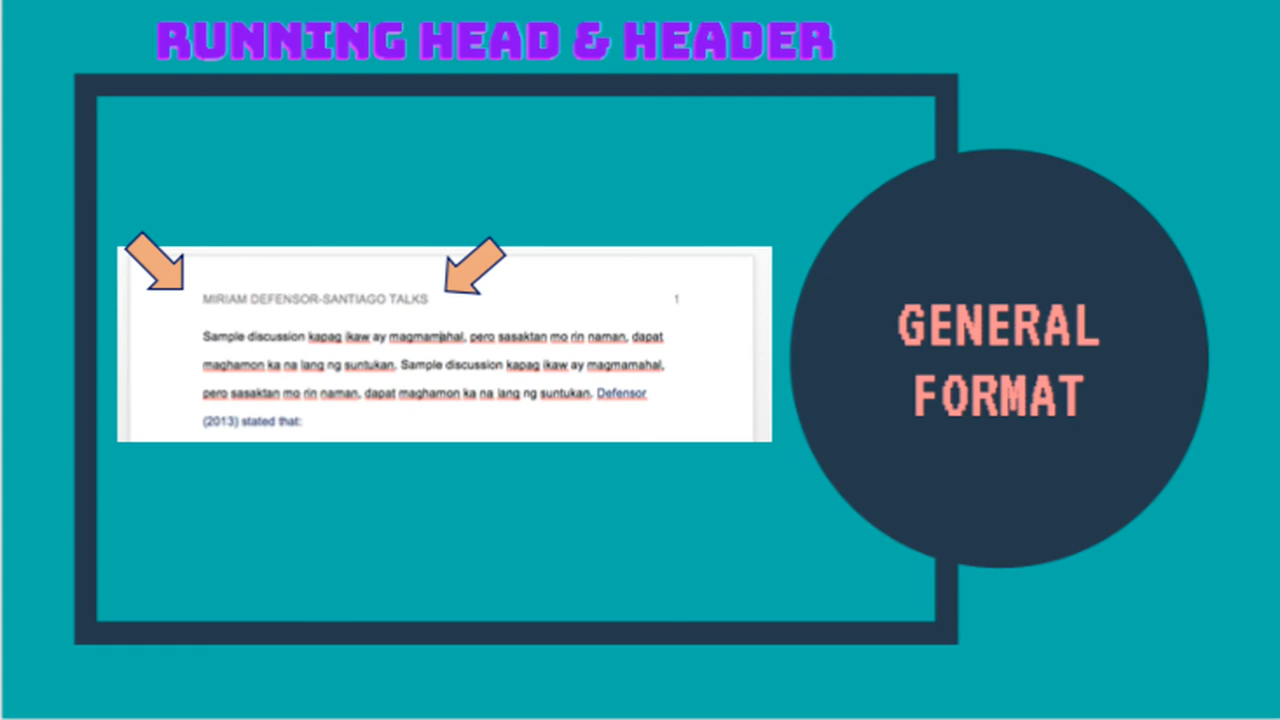 RUNNING HEAD & HEADER
MIRIAM DEFENSOR-SANTIAGO TALKS 1
Sample discussion kapag ikaw ay magmamahal, pero sasaktan mo rin naman, dapat
maghamon ka na lang ng suntukan. Sample discussion kapag ikaw ay magmamahal,
pero sasaktan mo rin naman, dapat maghamon ka na lang ng suntukan. Defensor
(2013) stated that:
GENERAL
FORMAT